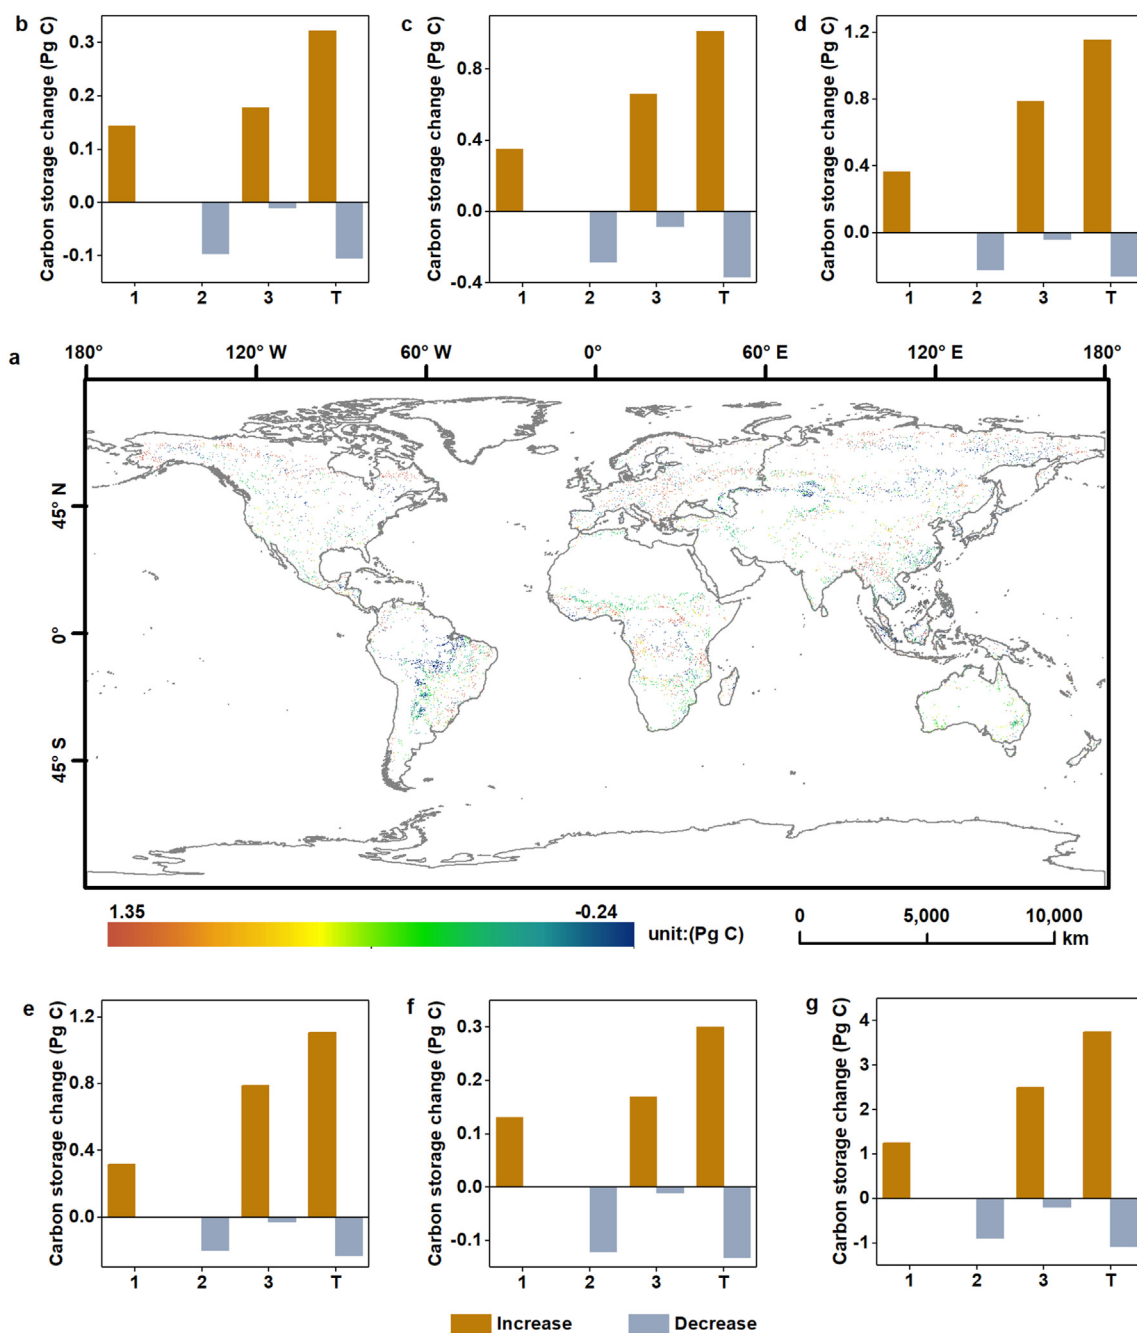 b
Carbon storage change (Pg C)
0.3
0.2
0.1
0.0
-0.1
1 2 3 T
c
Carbon storage change (Pg C)
0.8
0.4
0.0
-0.4
1 2 3 T
d
Carbon storage change (Pg C)
1.2
0.8
0.4
0.0
1 2 3 T
a
180° 120° W 60° W 0° 60° E 120° E 180°
45° N
0°
45° S
1.35 -0.24 unit:(Pg C)
0 5,000 10,000
km
e
Carbon storage change (Pg C)
1.2
0.8
0.4
0.0
1 2 3 T
f
Carbon storage change (Pg C)
0.3
0.2
0.1
0.0
-0.1
1 2 3 T
g
Carbon storage change (Pg C)
4
3
2
1
0
-1
1 2 3 T
Increase Decrease